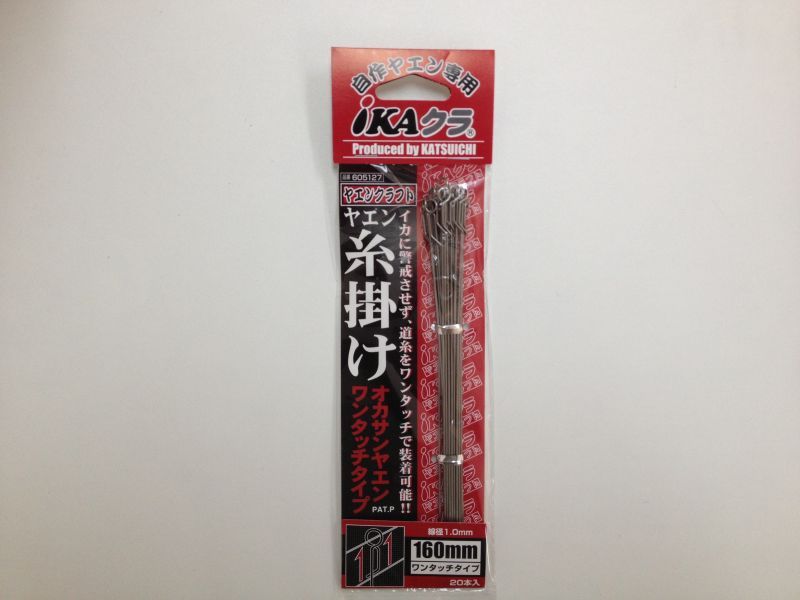 自作ヤエン専用
iKAクラ®
Produced by KATSUICHI
品番 605127
ヤエンクラフト
ヤエン
糸掛け
イカに警戒させず、道糸をワンタッチで装着可能!!
オカサンヤエン
ワンタッチタイプ
PAT.P
線径1.0mm
160mm
ワンタッチタイプ
20本入